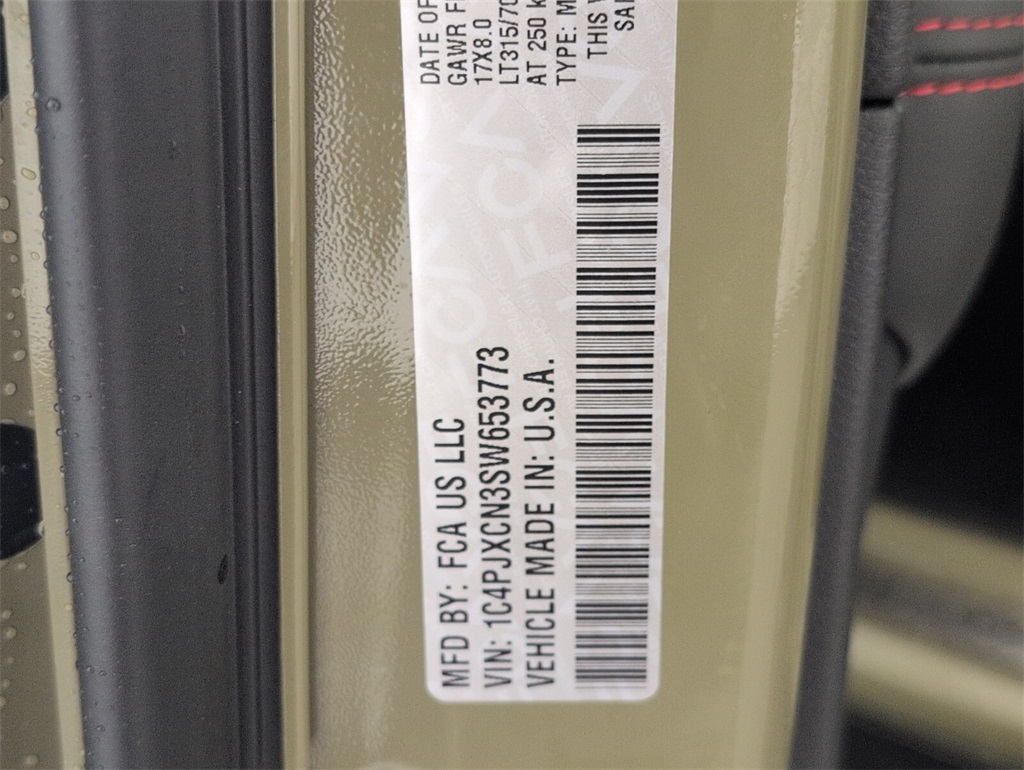 MFD BY: FCA US LLC
VIN: 1C4PJXCN3SW653773
VEHICLE MADE IN: U.S.A.
DATE OF
GAWR
17X8.0
LT315/70
AT 250
TYPE:
THIS